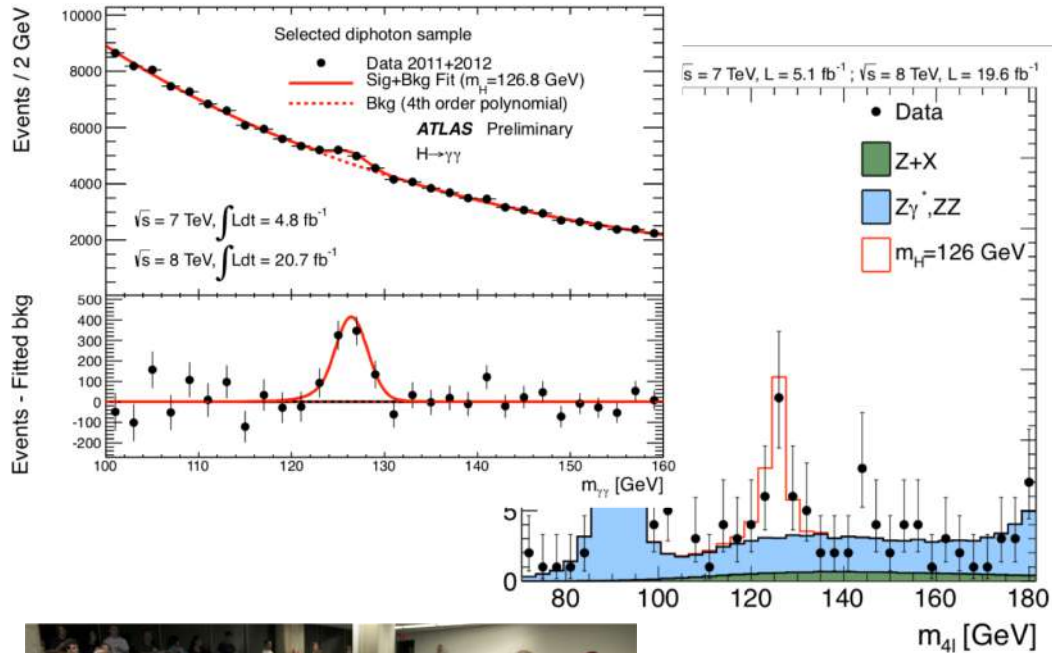 10000
8000
6000
4000
2000
Events / 2 GeV
Selected diphoton sample
Data 2011+2012
Sig+Bkg Fit (m_H=126.8 GeV)
Bkg (4th order polynomial)
ATLAS Preliminary
H→γγ
√s = 7 TeV, ∫Ldt = 4.8 fb⁻¹
√s = 8 TeV, ∫Ldt = 20.7 fb⁻¹
Events - Fitted bkg
500
400
300
200
100
0
-100
-200
100 110 120 130 140 150 160
m_γγ [GeV]
s = 7 TeV, L = 5.1 fb⁻¹ ; √s = 8 TeV, L = 19.6 fb⁻¹
Data
Z+X
Zγ*,ZZ
m_H=126 GeV
5
0
80 100 120 140 160 180
m_4l [GeV]